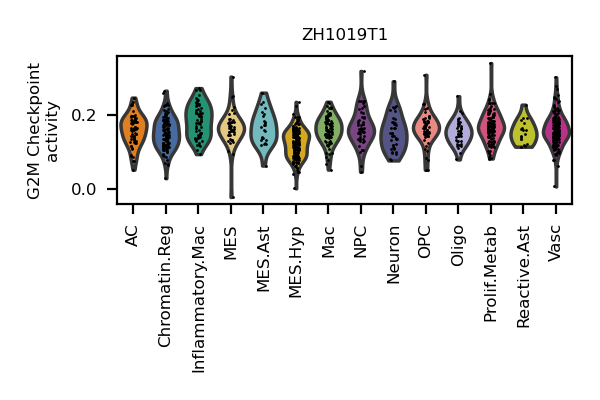 ZH1019T1
G2M Checkpoint
activity
0.2
0.0
AC
Chromatin.Reg
Inflammatory.Mac
MES
MES.Ast
MES.Hyp
Mac
NPC
Neuron
OPC
Oligo
Prolif.Metab
Reactive.Ast
Vasc